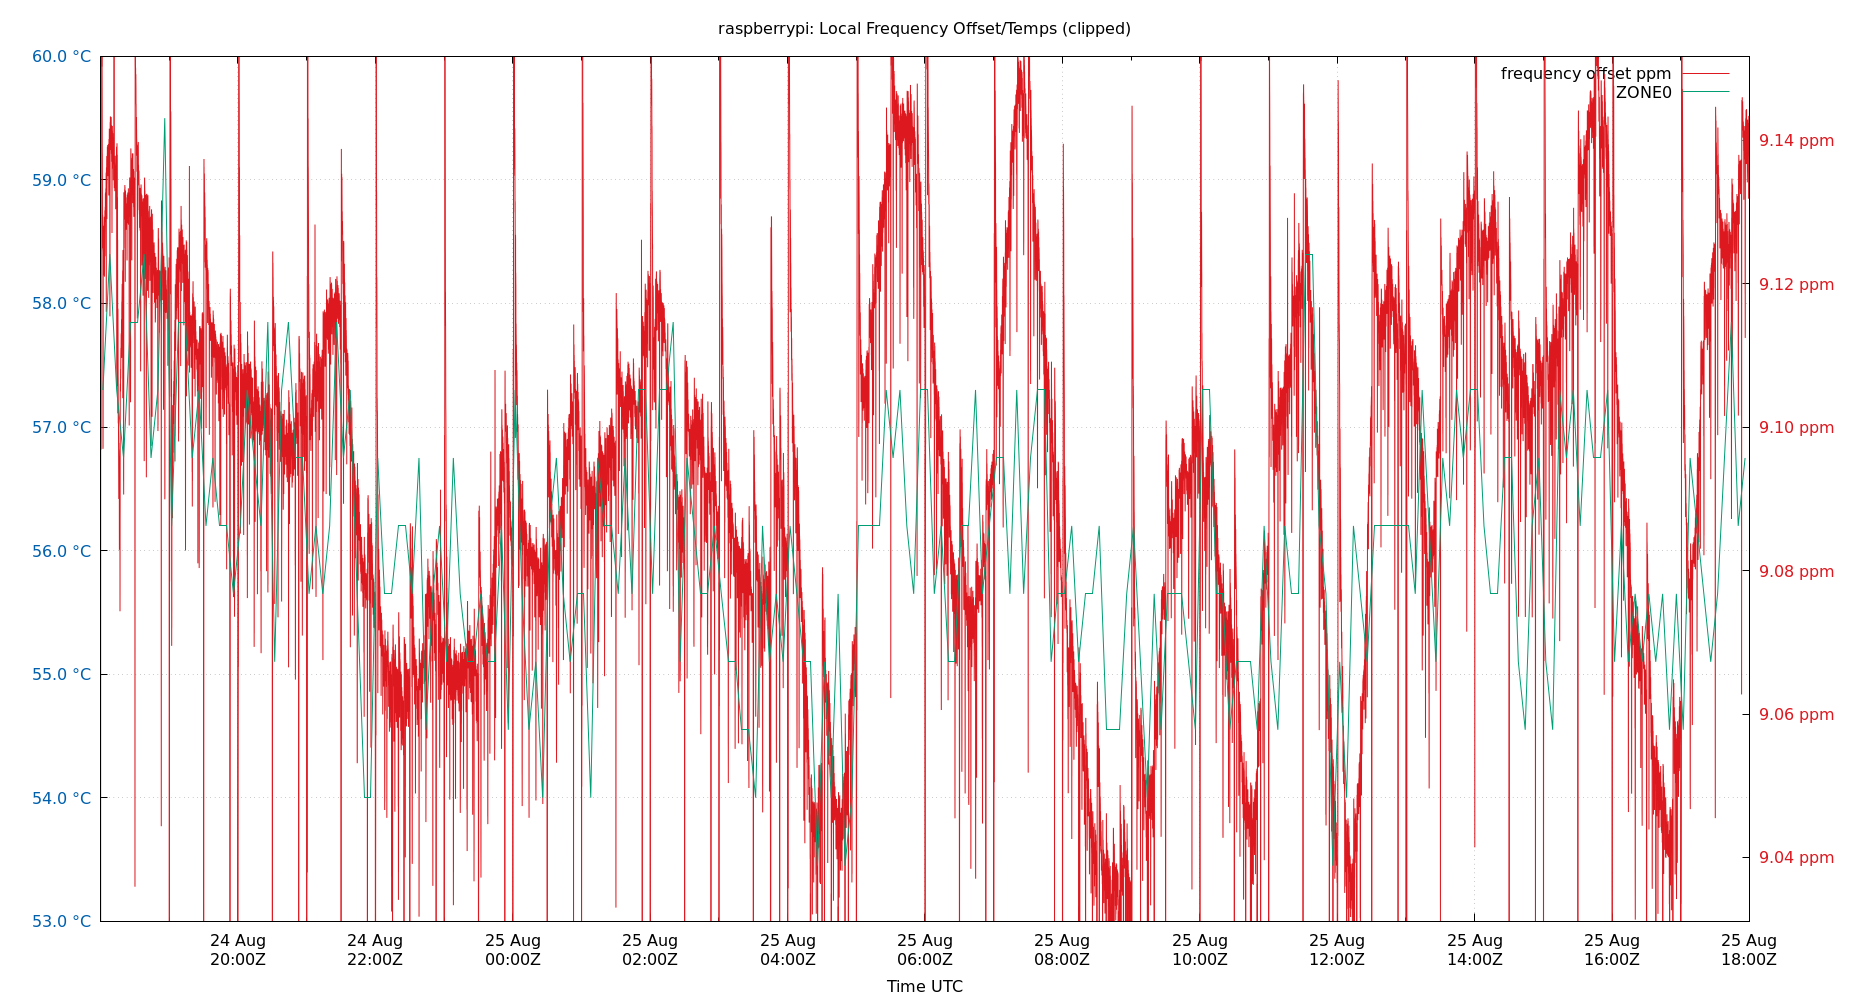 raspberrypi: Local Frequency Offset/Temps (clipped)
60.0 °C
59.0 °C
58.0 °C
57.0 °C
56.0 °C
55.0 °C
54.0 °C
53.0 °C
frequency offset ppm
ZONE0
9.14 ppm
9.12 ppm
9.10 ppm
9.08 ppm
9.06 ppm
9.04 ppm
24 Aug
20:00Z
24 Aug
22:00Z
25 Aug
00:00Z
25 Aug
02:00Z
25 Aug
04:00Z
25 Aug
06:00Z
25 Aug
08:00Z
25 Aug
10:00Z
25 Aug
12:00Z
25 Aug
14:00Z
25 Aug
16:00Z
25 Aug
18:00Z
Time UTC